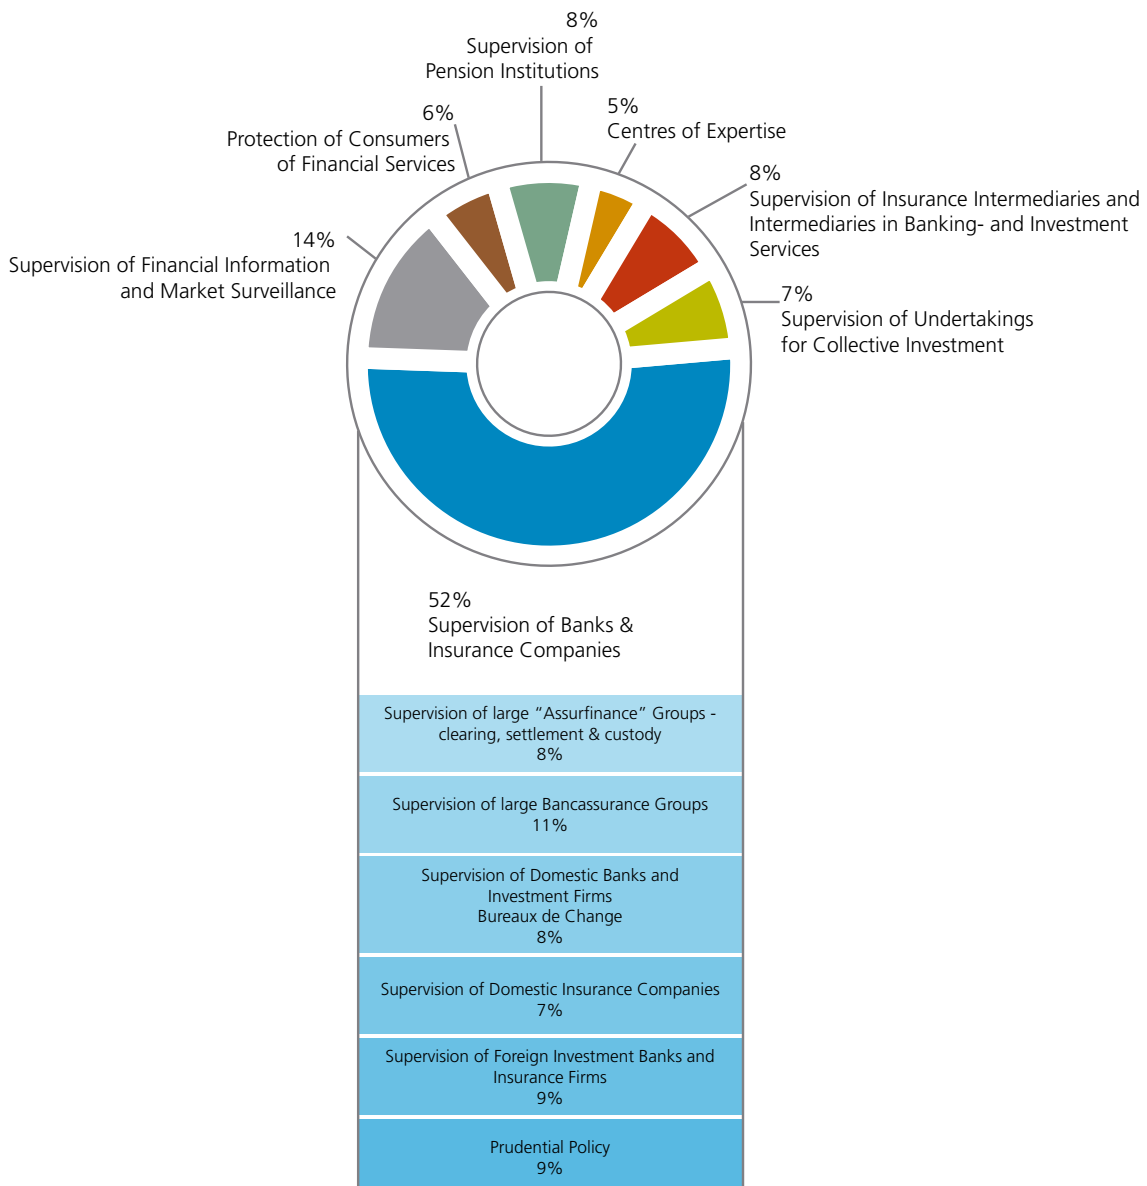 8%
Supervision of
Pension Institutions
6%
Protection of Consumers
of Financial Services
5%
Centres of Expertise
8%
Supervision of Insurance Intermediaries and
Intermediaries in Banking- and Investment
Services
14%
Supervision of Financial Information
and Market Surveillance
7%
Supervision of Undertakings
for Collective Investment
52%
Supervision of Banks &
Insurance Companies
Supervision of large “Assurfinance” Groups -
clearing, settlement & custody
8%
Supervision of large Bancassurance Groups
11%
Supervision of Domestic Banks and
Investment Firms
Bureaux de Change
8%
Supervision of Domestic Insurance Companies
7%
Supervision of Foreign Investment Banks and
Insurance Firms
9%
Prudential Policy
9%